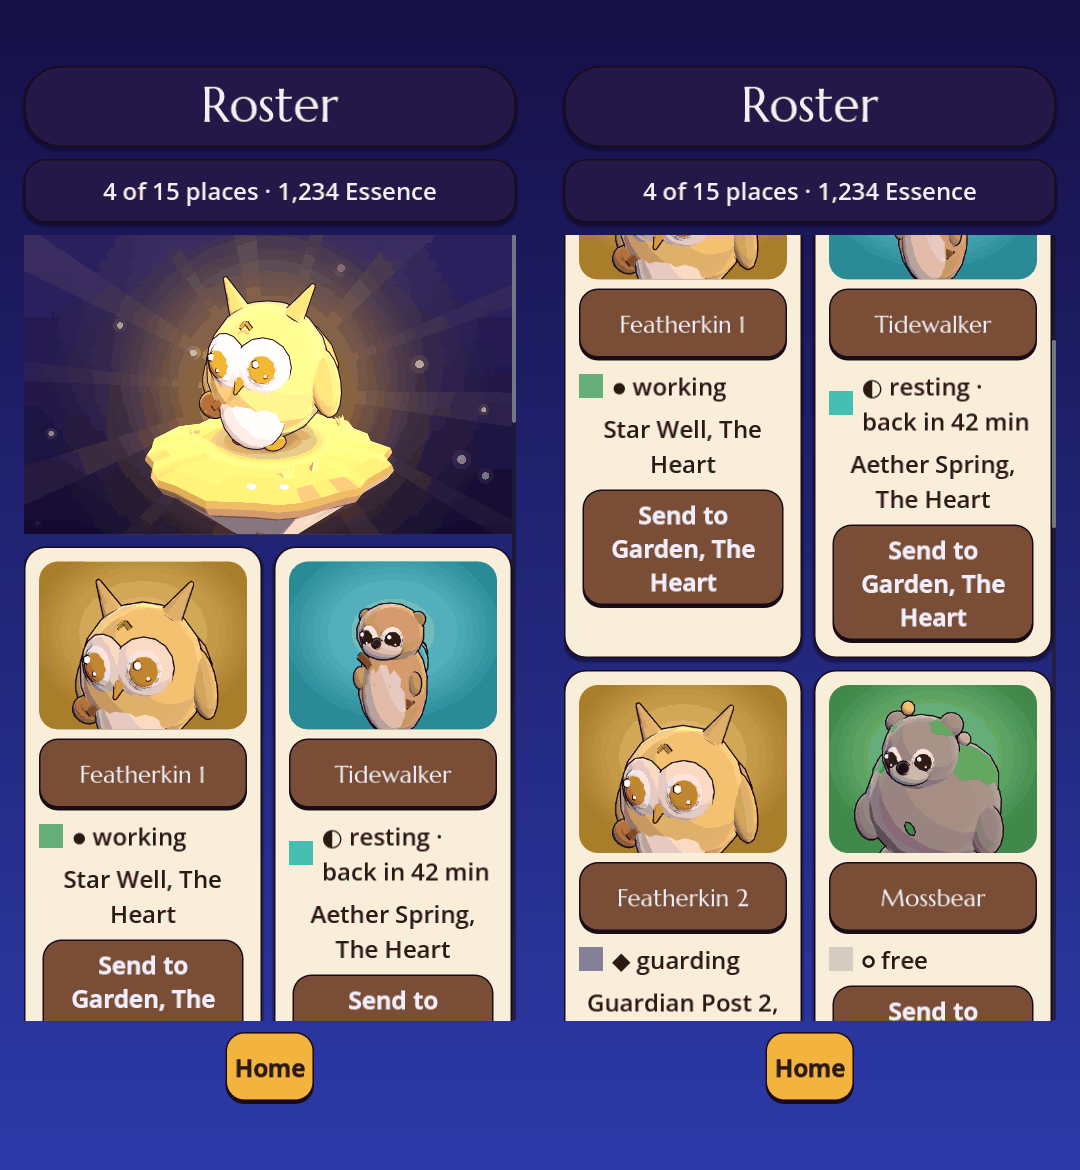 Roster
4 of 15 places · 1,234 Essence
Featherkin 1
● working
Star Well, The
Heart
Send to
Garden, The
Tidewalker
◐ resting ·
back in 42 min
Aether Spring,
The Heart
Send to
Home
Roster
4 of 15 places · 1,234 Essence
Featherkin 1
● working
Star Well, The
Heart
Send to
Garden, The
Heart
Tidewalker
◐ resting ·
back in 42 min
Aether Spring,
The Heart
Send to
Garden, The
Heart
Featherkin 2
◆ guarding
Guardian Post 2,
Mossbear
○ free
Send to
Home